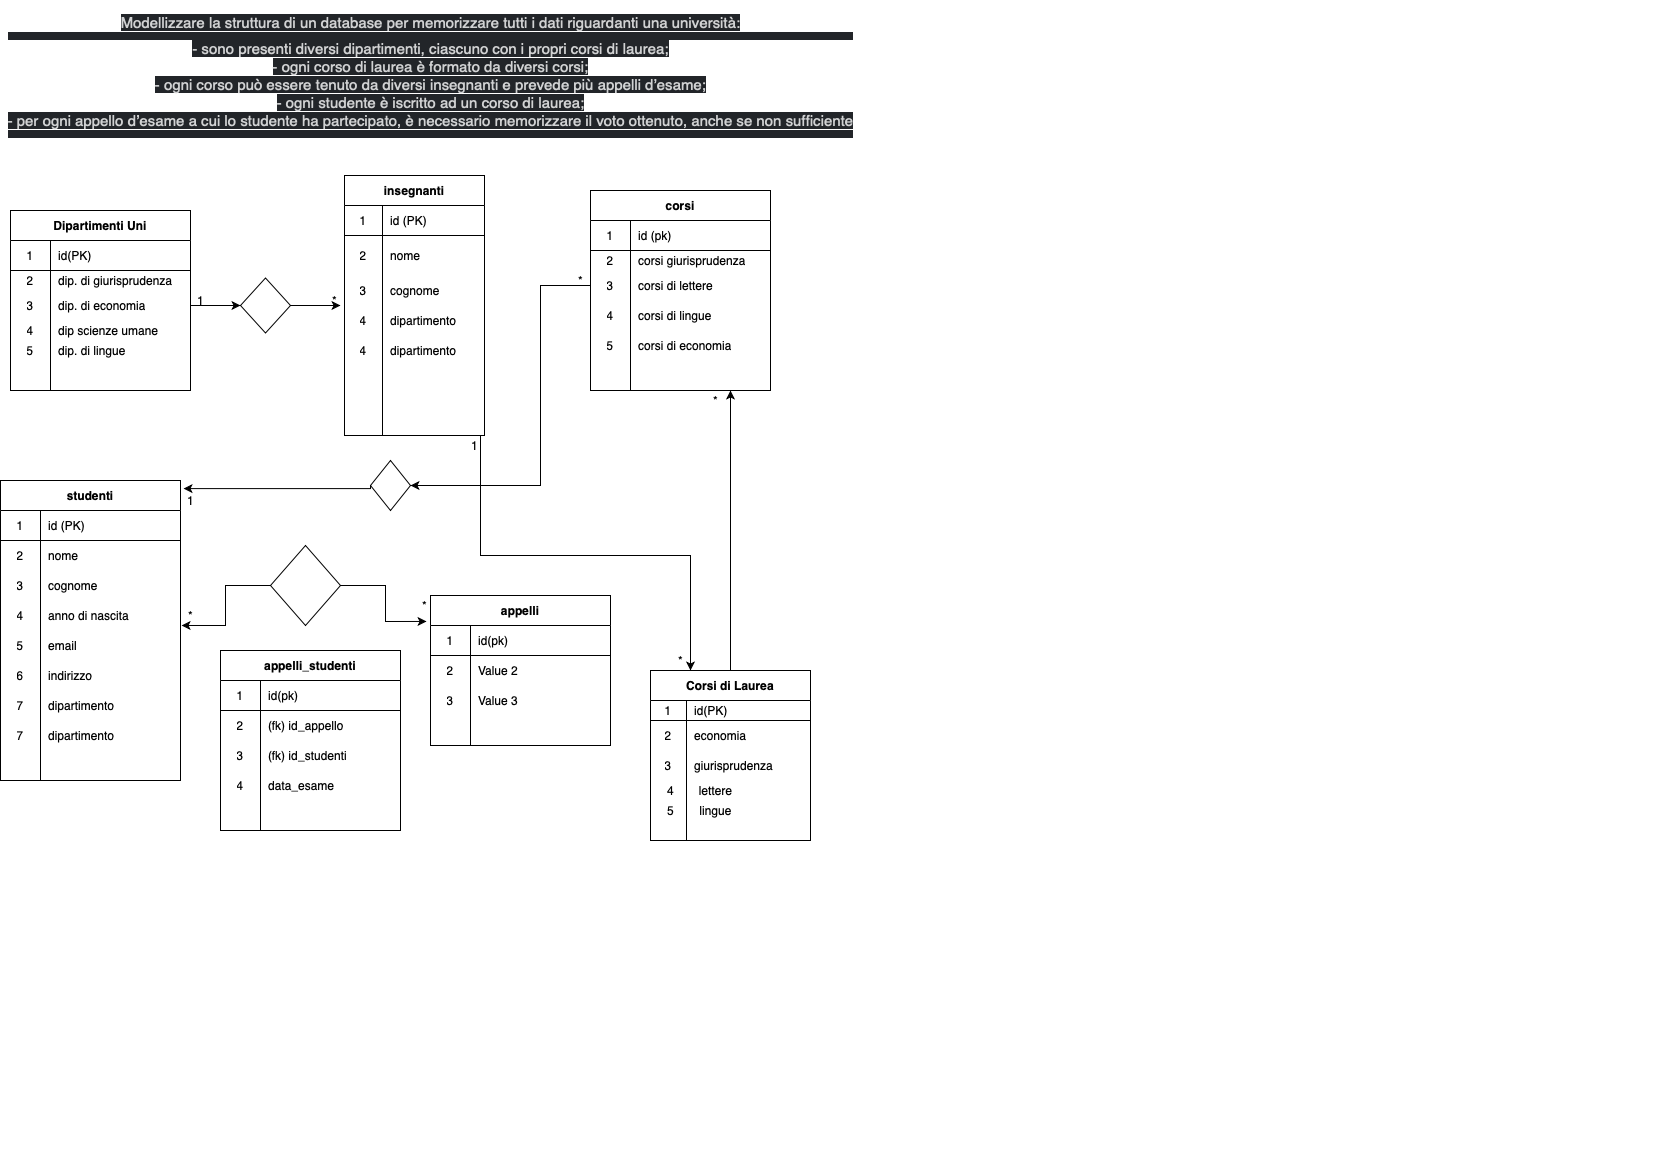 Modellizzare la struttura di un database per memorizzare tutti i dati riguardanti una università:
- sono presenti diversi dipartimenti, ciascuno con i propri corsi di laurea;
- ogni corso di laurea è formato da diversi corsi;
- ogni corso può essere tenuto da diversi insegnanti e prevede più appelli d’esame;
- ogni studente è iscritto ad un corso di laurea;
- per ogni appello d’esame a cui lo studente ha partecipato, è necessario memorizzare il voto ottenuto, anche se non sufficiente
Dipartimenti Uni
1 id(PK)
2 dip. di giurisprudenza
3 dip. di economia
4 dip scienze umane
5 dip. di lingue
1
*
insegnanti
1 id (PK)
2 nome
3 cognome
4 dipartimento
4 dipartimento
1
corsi
1 id (pk)
2 corsi giurisprudenza
3 corsi di lettere
4 corsi di lingue
5 corsi di economia
*
*
studenti
1 id (PK)
2 nome
3 cognome
4 anno di nascita
5 email
6 indirizzo
7 dipartimento
7 dipartimento
1
*
*
appelli_studenti
1 id(pk)
2 (fk) id_appello
3 (fk) id_studenti
4 data_esame
appelli
1 id(pk)
2 Value 2
3 Value 3
*
Corsi di Laurea
1 id(PK)
2 economia
3 giurisprudenza
4 lettere
5 lingue